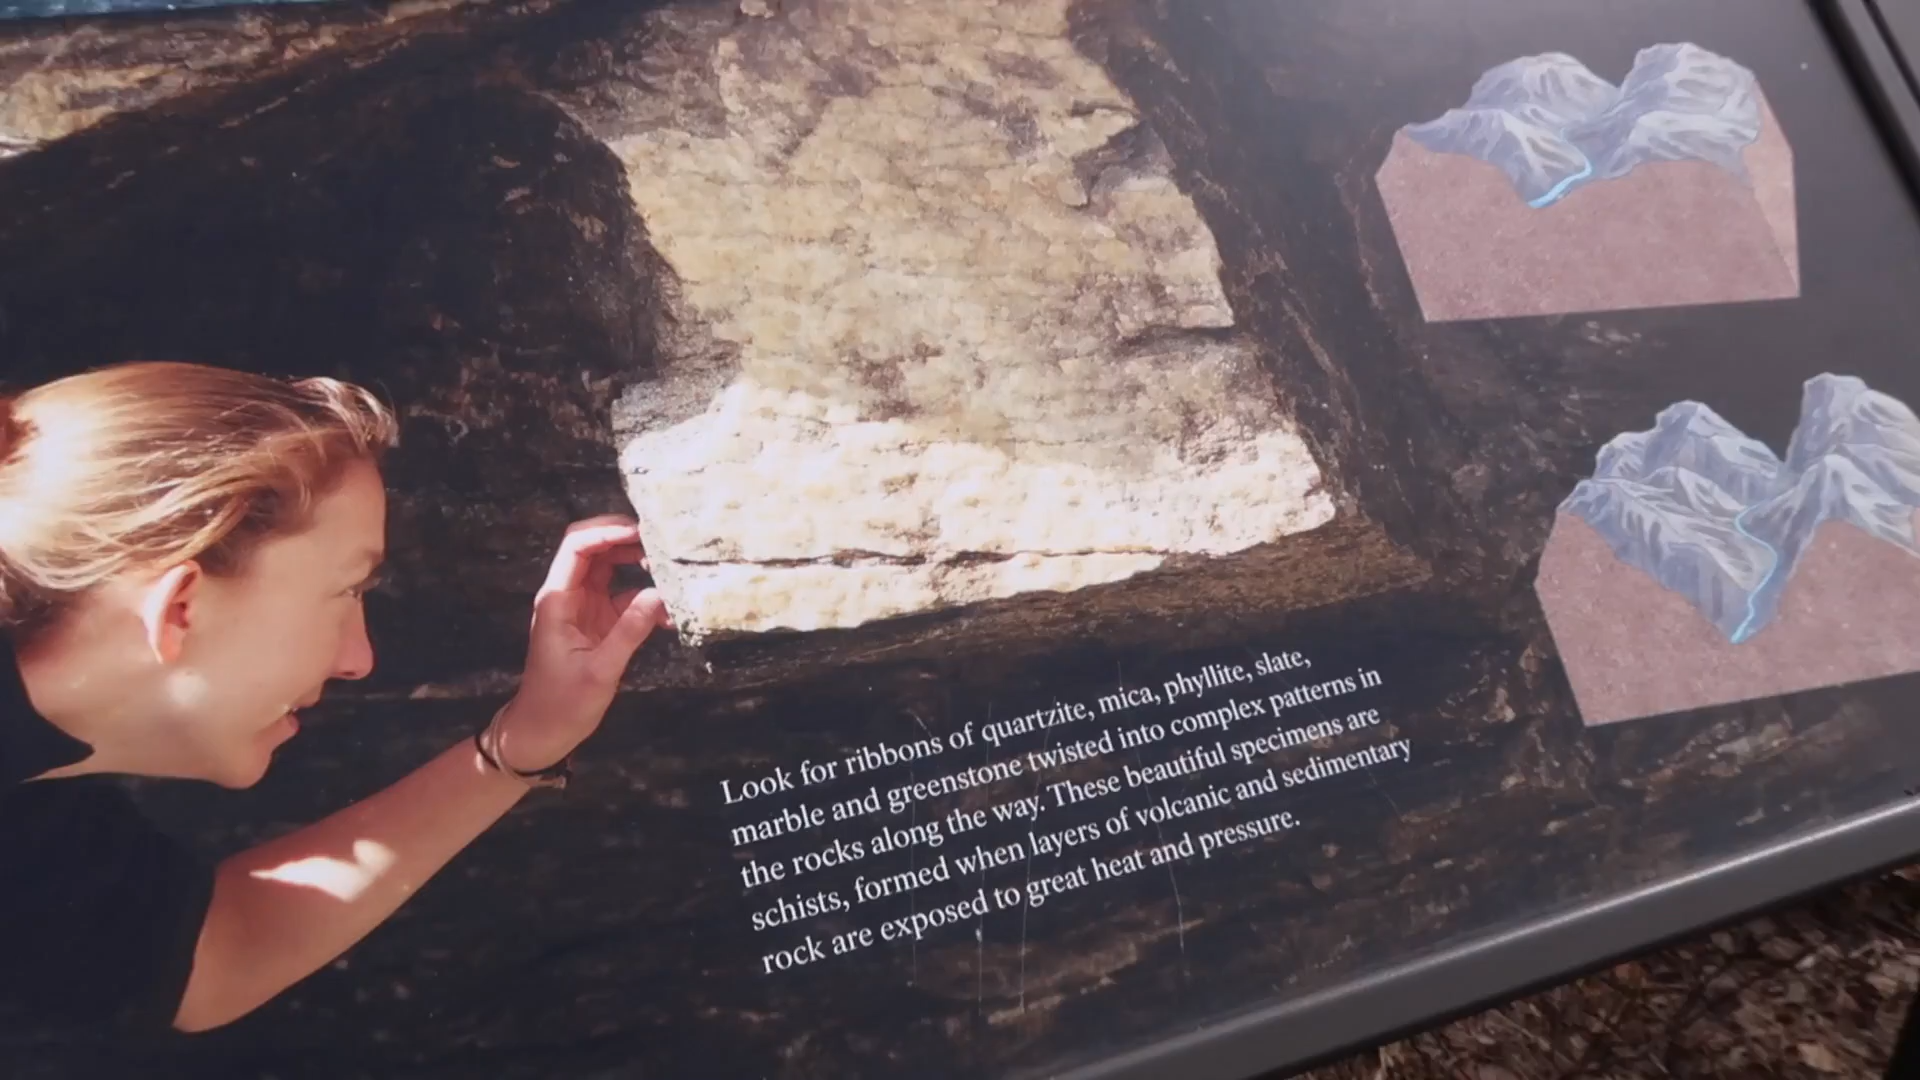 Look for ribbons of quartzite, mica, phyllite, slate,
marble and greenstone twisted into complex patterns in
the rocks along the way. These beautiful specimens are
schists, formed when layers of volcanic and sedimentary
rock are exposed to great heat and pressure.